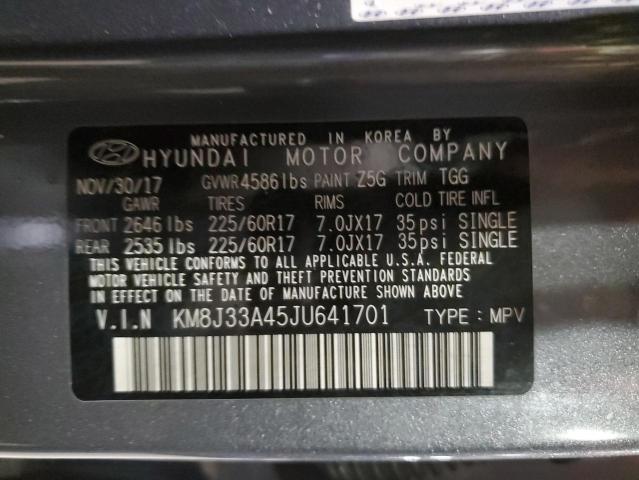 MANUFACTURED IN KOREA BY
HYUNDAI MOTOR COMPANY
NOV/30/17 GVWR 4586lbs PAINT Z5G TRIM TGG
GAWR TIRES RIMS COLD TIRE INFL
FRONT 2646 lbs 225/60R17 7.0JX17 35psi SINGLE
REAR 2535 lbs 225/60R17 7.0JX17 35psi SINGLE
THIS VEHICLE CONFORMS TO ALL APPLICABLE U.S.A. FEDERAL
MOTOR VEHICLE SAFETY AND THEFT PREVENTION STANDARDS
IN EFFECT ON THE DATE OF MANUFACTURE SHOWN ABOVE.
V.I.N KM8J33A45JU641701 TYPE: MPV